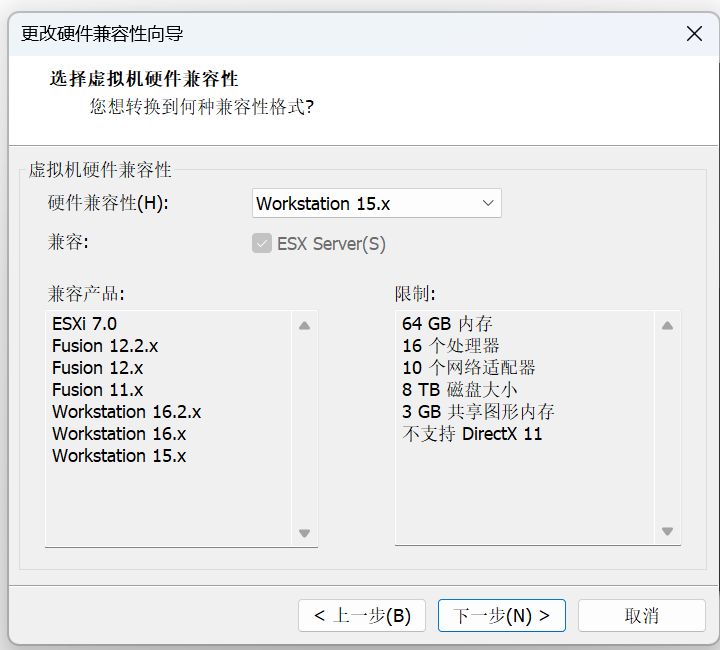 更改硬件兼容性向导
选择虚拟机硬件兼容性
您想转换到何种兼容性格式?
虚拟机硬件兼容性
硬件兼容性(H):
Workstation 15.x
兼容:
ESX Server(S)
兼容产品:
ESXi 7.0
Fusion 12.2.x
Fusion 12.x
Fusion 11.x
Workstation 16.2.x
Workstation 16.x
Workstation 15.x
限制:
64 GB 内存
16 个处理器
10 个网络适配器
8 TB 磁盘大小
3 GB 共享图形内存
不支持 DirectX 11
< 上一步(B)
下一步(N) >
取消